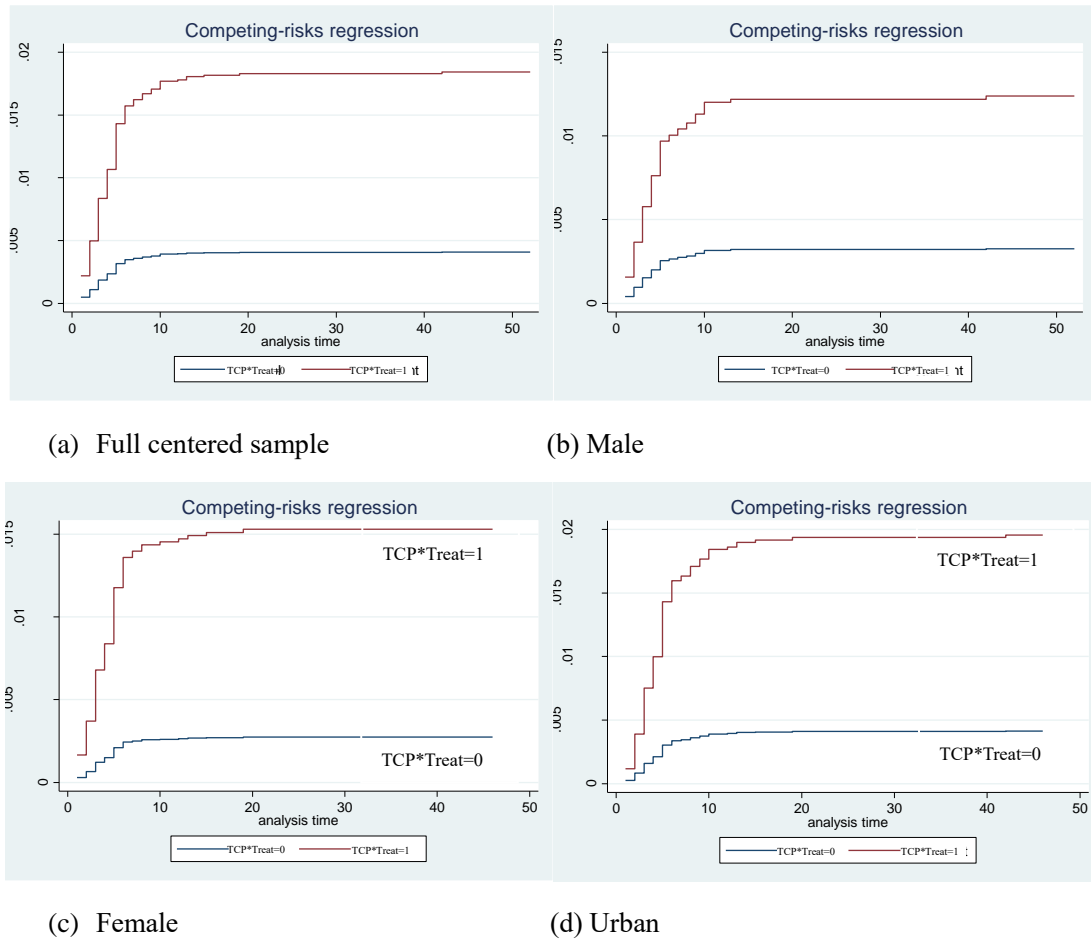 Competing-risks regression
.02
.015
.01
.005
0
0 10 20 30 40 50
analysis time
TCP*Treat=0 TCP*Treat=1
Competing-risks regression
.015
.01
.005
0
0 10 20 30 40 50
analysis time
TCP*Treat=0 TCP*Treat=1
(a) Full centered sample
(b) Male
Competing-risks regression
.015
.01
.005
0
TCP*Treat=1
TCP*Treat=0
0 10 20 30 40 50
analysis time
TCP*Treat=0 TCP*Treat=1
Competing-risks regression
.02
.015
.01
.005
0
TCP*Treat=1
TCP*Treat=0
0 10 20 30 40 50
analysis time
TCP*Treat=0 TCP*Treat=1 :
(c) Female
(d) Urban